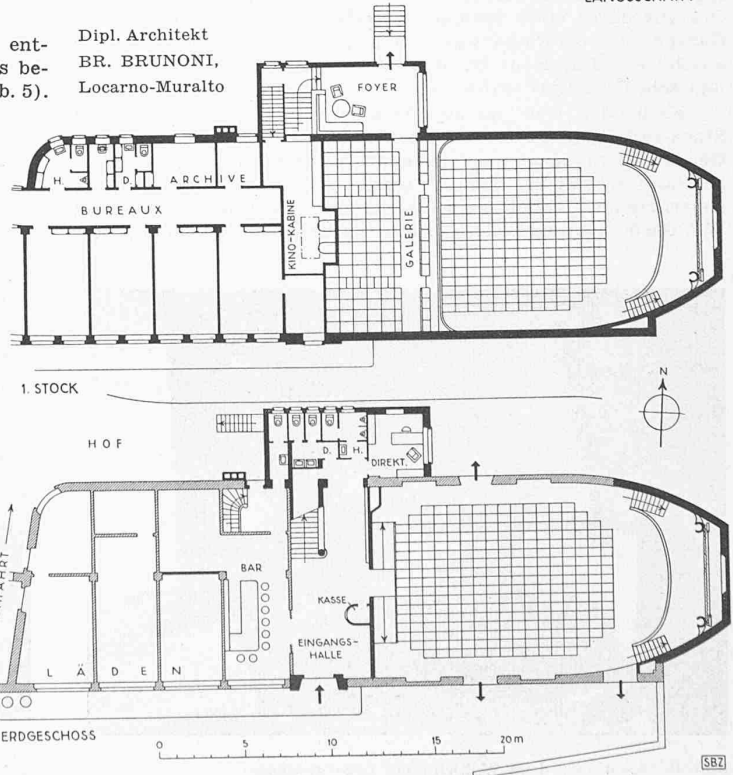 ent-
s be-
b. 5).
Dipl. Architekt
BR. BRUNONI,
Locarno-Muralto
FOYER
H. D. ARCHIVE
BUREAUX
KINO-KABINE
GALERIE
1. STOCK
N
HOF
D. H.
DIREKT.
BAR
KASSE
EINGANGS-
HALLE
LÄDEN
ERDGESCHOSS
0 5 10 15 20 m
SBZ